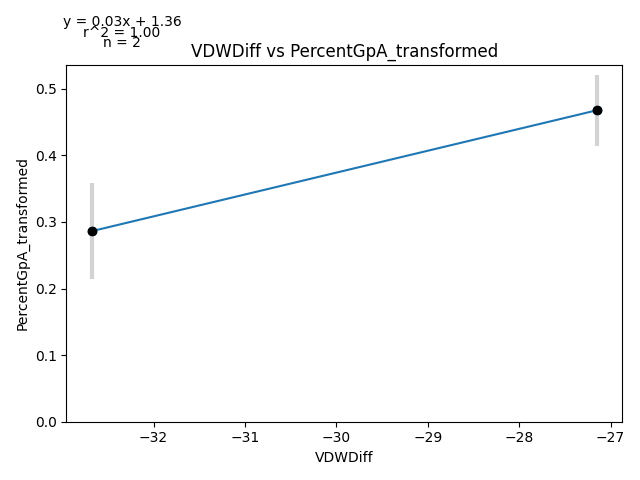 y = 0.03x + 1.36
r^2 = 1.00
n = 2
VDWDiff vs PercentGpA_transformed
0.5
0.4
0.3
0.2
0.1
0.0
PercentGpA_transformed
−32
−31
−30
−29
−28
−27
VDWDiff